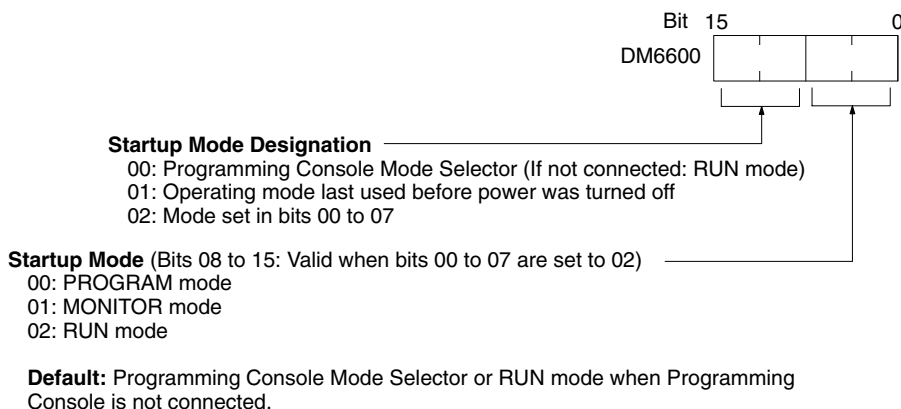 Bit 15 0
DM6600
Startup Mode Designation
00: Programming Console Mode Selector (If not connected: RUN mode)
01: Operating mode last used before power was turned off
02: Mode set in bits 00 to 07
Startup Mode (Bits 08 to 15: Valid when bits 00 to 07 are set to 02)
00: PROGRAM mode
01: MONITOR mode
02: RUN mode
Default: Programming Console Mode Selector or RUN mode when Programming
Console is not connected.